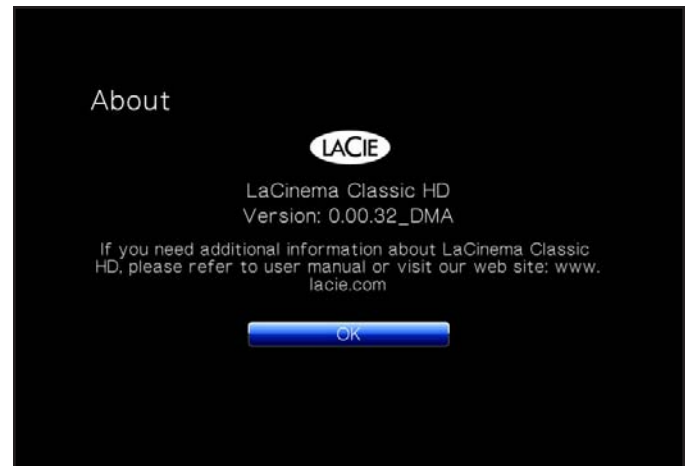 About
LACIE
LaCinema Classic HD
Version: 0.00.32_DMA
If you need additional information about LaCinema Classic
HD, please refer to user manual or visit our web site: www.
lacie.com
OK